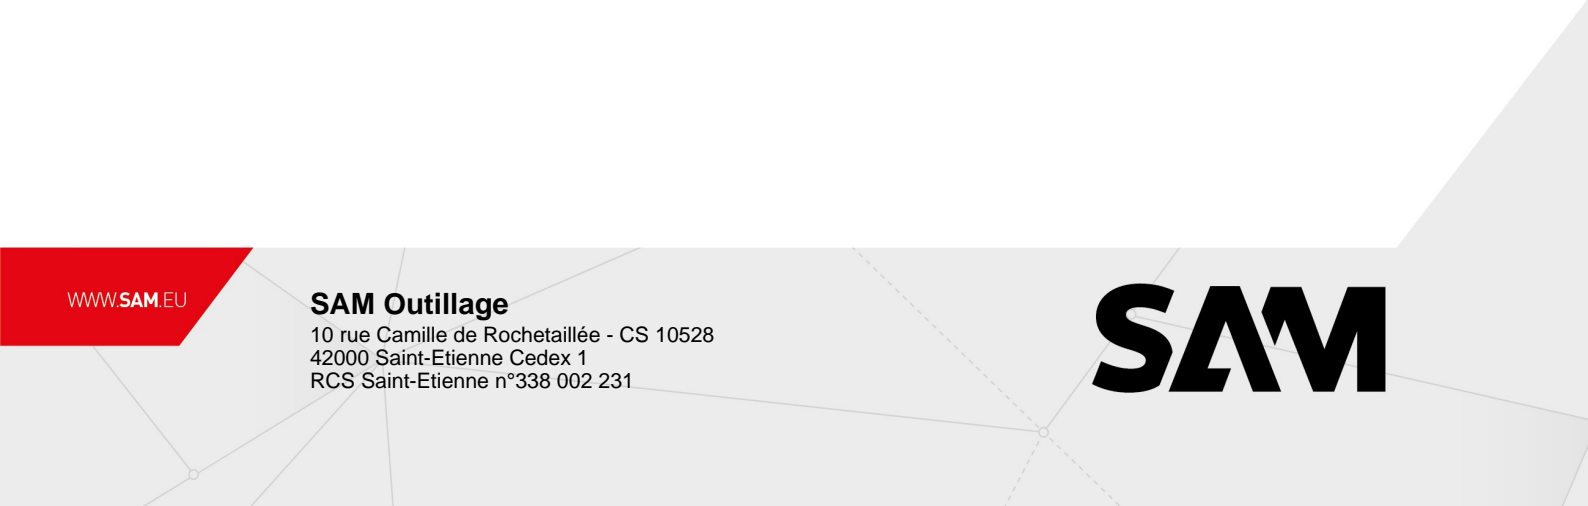 WWW.SAM.EU
SAM Outillage
10 rue Camille de Rochetaillée - CS 10528
42000 Saint-Etienne Cedex 1
RCS Saint-Etienne n°338 002 231
SAM